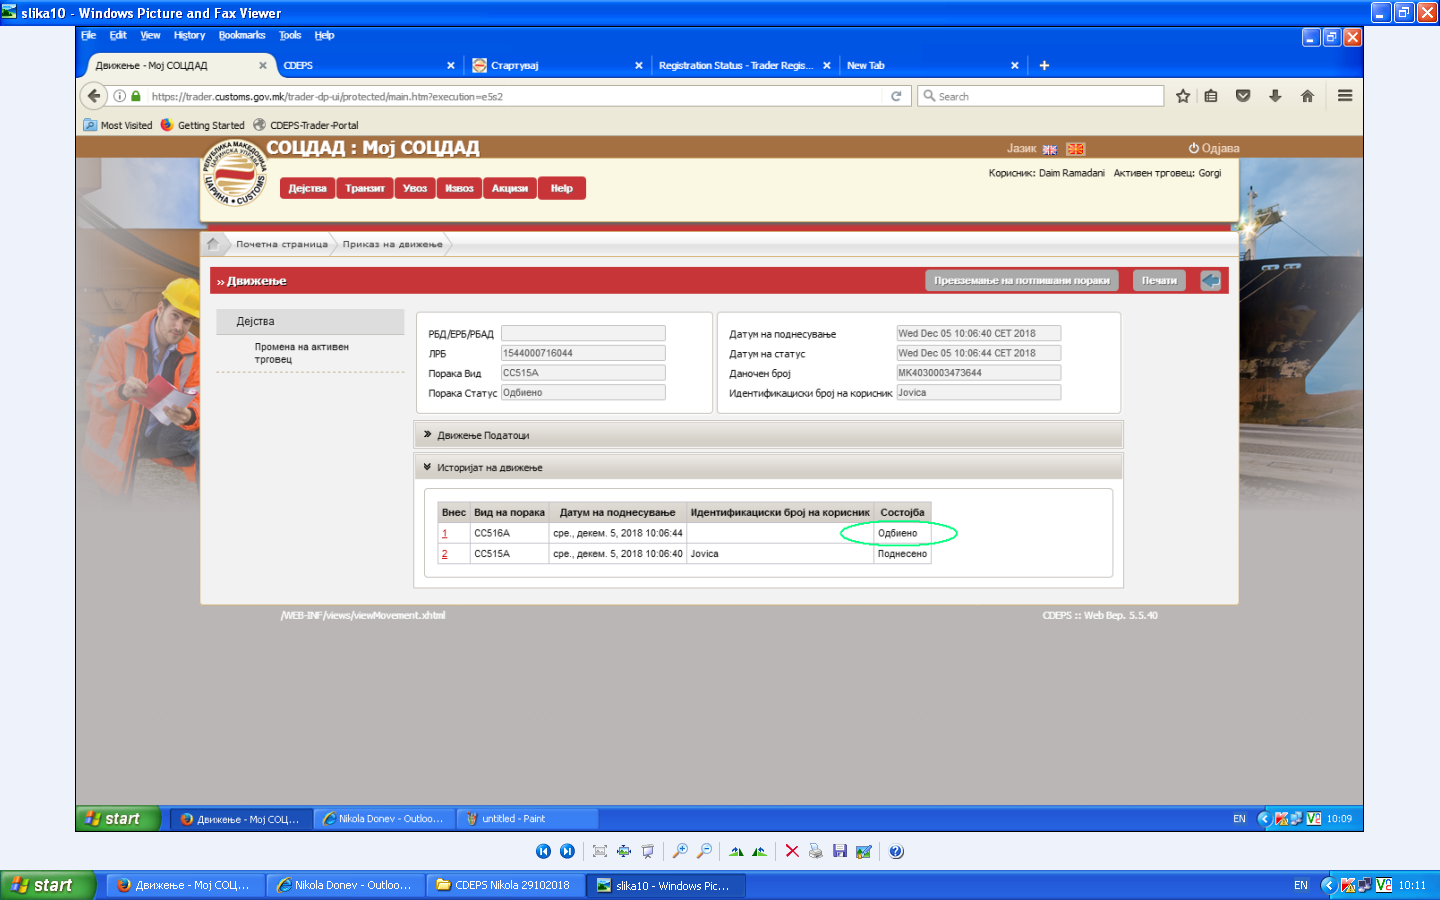 slika10 - Windows Picture and Fax Viewer
File Edit View History Bookmarks Tools Help
Движење - Мој СОЦДАД
CDEPS
Стартувај
Registration Status - Trader Regis...
New Tab
https://trader.customs.gov.mk/trader-dp-ui/protected/main.htm?execution=e5s2
Search
Most Visited Getting Started CDEPS-Trader-Portal
СОЦДАД : Мој СОЦДАД
Јазик
Одјава
РЕПУБЛИКА МАКЕДОНИЈА
ЦАРИНСКА УПРАВА
ЦАРИНА • CUSTOMS
Корисник: Daim Ramadani Активен трговец: Gorgi
Дејства Транзит Увоз Извоз Акцизи Help
Почетна страница Приказ на движење
» Движење
Превземање на потпишани пораки
Печати
Дејства
Промена на активен
трговец
РБД/ЕРБ/РБАД
ЛРБ 1544000716044
Порака Вид CC515A
Порака Статус Одбиено
Датум на поднесување Wed Dec 05 10:06:40 CET 2018
Датум на статус Wed Dec 05 10:06:44 CET 2018
Даночен број MK4030003473644
Идентификациски број на корисник Jovica
Движење Податоци
Историјат на движење
Внес Вид на порака Датум на поднесување Идентификациски број на корисник Состојба
1 CC516A сре., декем. 5, 2018 10:06:44 Одбиено
2 CC515A сре., декем. 5, 2018 10:06:40 Jovica Поднесено
/WEB-INF/views/viewMovement.xhtml
CDEPS :: Web Вер. 5.5.40
start
Движење - Мој СОЦ...
Nikola Donev - Outloo...
untitled - Paint
EN
10:09
start
Движење - Мој СОЦ...
Nikola Donev - Outloo...
CDEPS Nikola 29102018
slika10 - Windows Pic...
EN
10:11